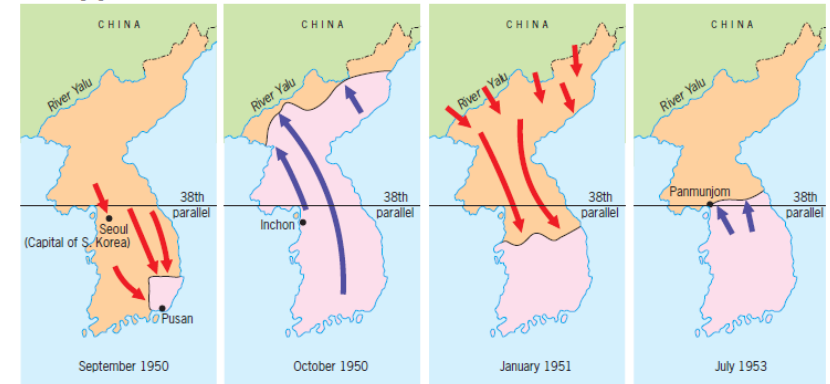 CHINA
River Yalu
38th
parallel
Seoul
(Capital of S. Korea)
Pusan
September 1950
CHINA
River Yalu
38th
parallel
Inchon
October 1950
CHINA
River Yalu
38th
parallel
January 1951
CHINA
River Yalu
Panmunjom
38th
parallel
July 1953